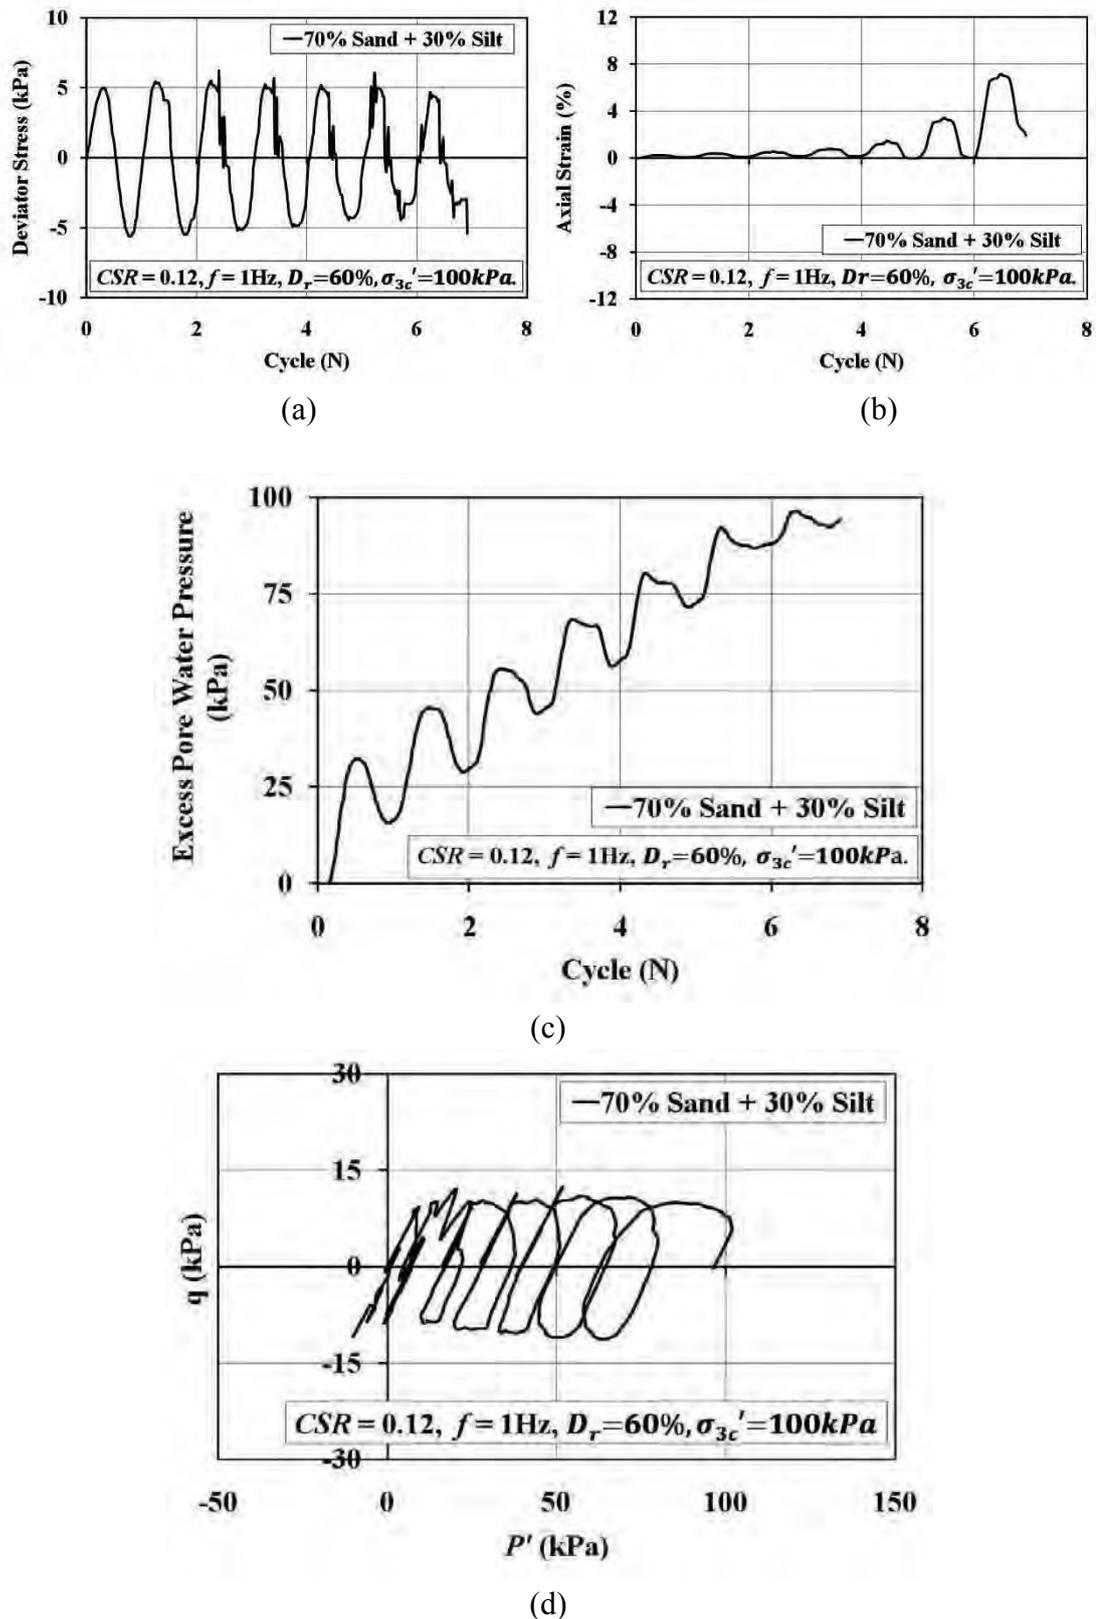 10
5
0
-5
-10
Deviator Stress (kPa)
70% Sand + 30% Silt
CSR = 0.12, f = 1Hz, Dᵣ=60%, σ₃c′=100kPa.
0 2 4 6 8
Cycle (N)
(a)
12
8
4
0
-4
-8
-12
Axial Strain (%)
70% Sand + 30% Silt
CSR = 0.12, f = 1Hz, Dr=60%, σ₃c′=100kPa.
0 2 4 6 8
Cycle (N)
(b)
100
75
50
25
0
Excess Pore Water Pressure
(kPa)
70% Sand + 30% Silt
CSR = 0.12, f = 1Hz, Dᵣ=60%, σ₃c′=100kPa.
0 2 4 6 8
Cycle (N)
(c)
30
15
0
-15
-30
q (kPa)
70% Sand + 30% Silt
CSR = 0.12, f = 1Hz, Dᵣ=60%, σ₃c′=100kPa
-50 0 50 100 150
P' (kPa)
(d)